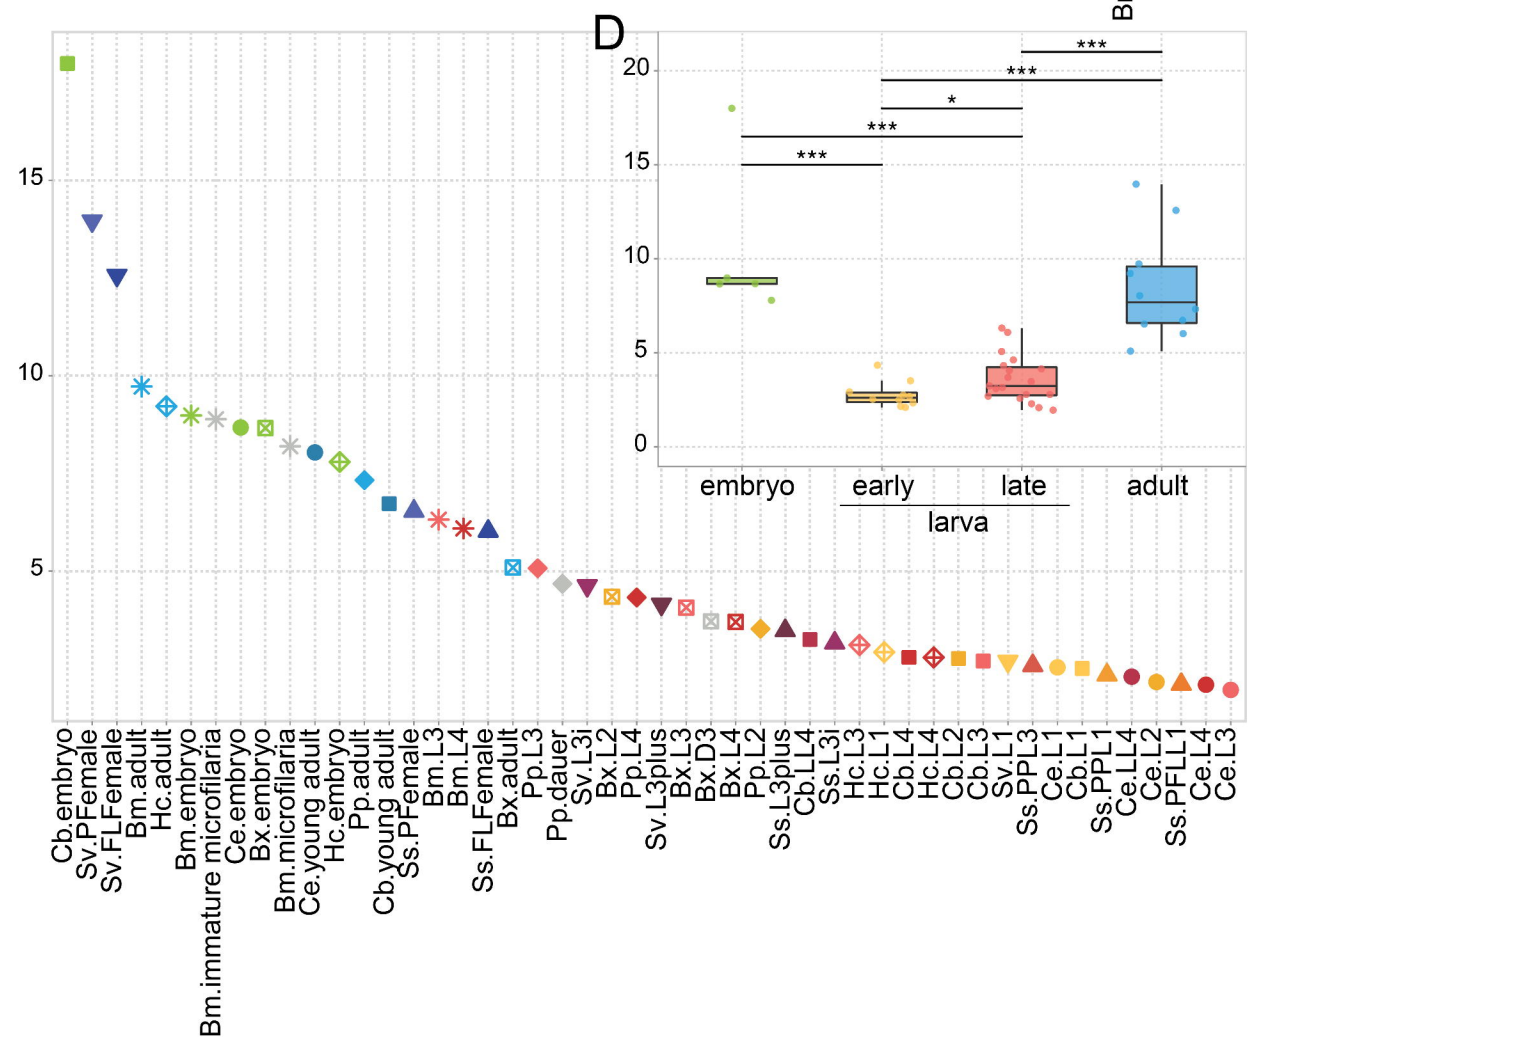 Br
D
20
***
***
*
***
***
15
10
5
0
embryo
early
late
adult
larva
15
10
5
Cb.embryo
Sv.PFemale
Sv.FLFemale
Bm.adult
Hc.adult
Bm.embryo
Bm.immature microfilaria
Ce.embryo
Bx.embryo
Bm.microfilaria
Ce.young adult
Hc.embryo
Pp.adult
Cb.young adult
Ss.PFemale
Bm.L3
Bm.L4
Ss.FLFemale
Bx.adult
Pp.L3
Pp.dauer
Sv.L3i
Bx.L2
Pp.L4
Sv.L3plus
Bx.L3
Bx.D3
Bx.L4
Pp.L2
Ss.L3plus
Cb.LL4
Ss.L3i
Hc.L3
Hc.L1
Cb.L4
Hc.L4
Cb.L2
Cb.L3
Sv.L1
Ss.PPL3
Ce.L1
Cb.L1
Ss.PPL1
Ce.LL4
Ce.L2
Ss.PFLL1
Ce.L4
Ce.L3